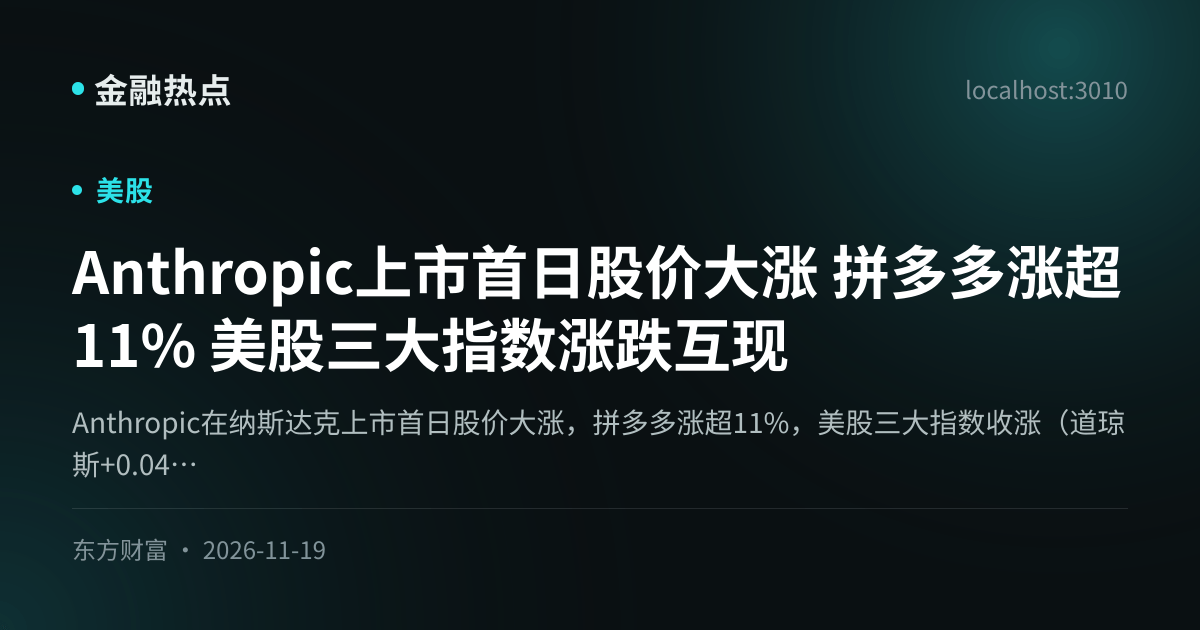 金融热点
localhost:3010
美股
Anthropic上市首日股价大涨 拼多多涨超
11% 美股三大指数涨跌互现
Anthropic在纳斯达克上市首日股价大涨，拼多多涨超11%，美股三大指数收涨（道琼
斯+0.04…
东方财富 · 2026-11-19